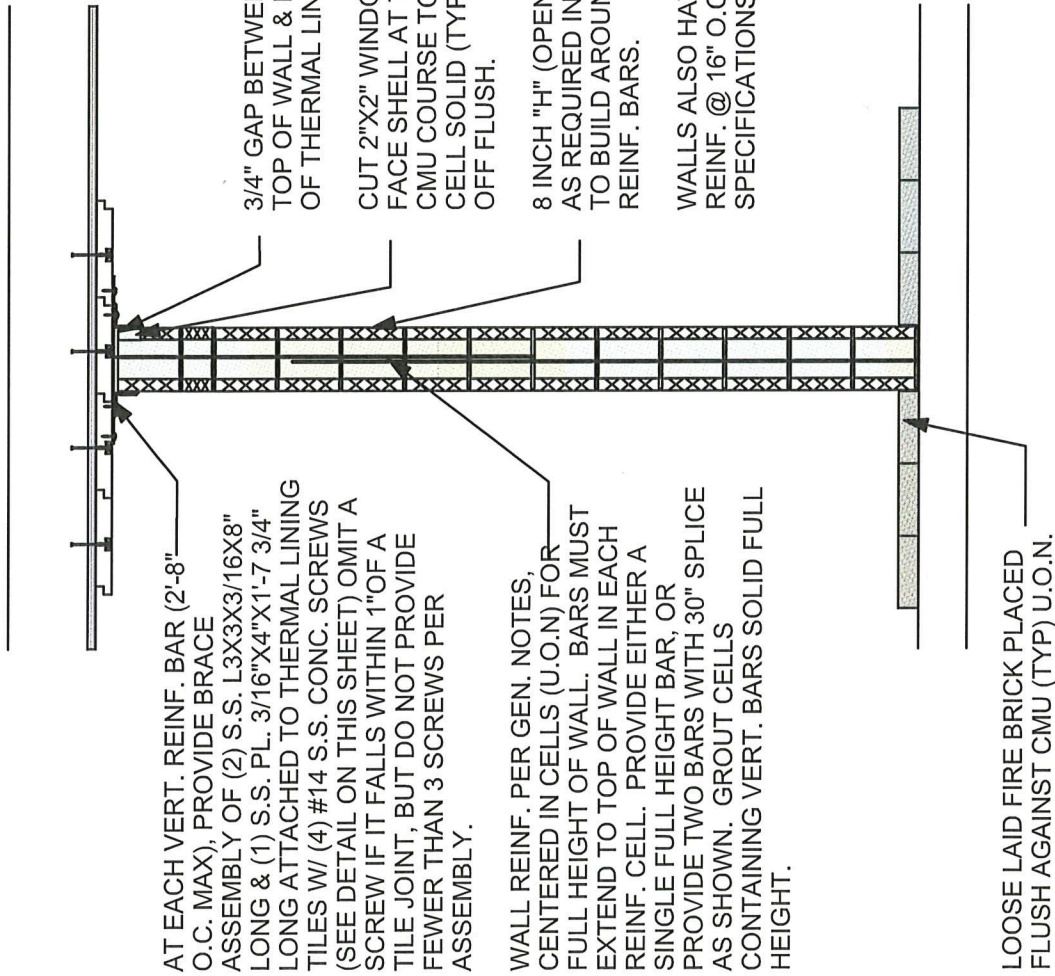 AT EACH VERT. REINF. BAR (2'-8"
O.C. MAX), PROVIDE BRACE
ASSEMBLY OF (2) S.S. L3X3X3/16X8"
LONG & (1) S.S. PL. 3/16"X4"X1'-7 3/4"
LONG ATTACHED TO THERMAL LINING
TILES W/ (4) #14 S.S. CONC. SCREWS
(SEE DETAIL ON THIS SHEET) OMIT A
SCREW IF IT FALLS WITHIN 1"OF A
TILE JOINT, BUT DO NOT PROVIDE
FEWER THAN 3 SCREWS PER
ASSEMBLY.
WALL REINF. PER GEN. NOTES,
CENTERED IN CELLS (U.O.N) FOR
FULL HEIGHT OF WALL. BARS MUST
EXTEND TO TOP OF WALL IN EACH
REINF. CELL. PROVIDE EITHER A
SINGLE FULL HEIGHT BAR, OR
PROVIDE TWO BARS WITH 30" SPLICE
AS SHOWN. GROUT CELLS
CONTAINING VERT. BARS SOLID FULL
HEIGHT.
LOOSE LAID FIRE BRICK PLACED
FLUSH AGAINST CMU (TYP) U.O.N.
3/4" GAP
TOP OF WALL &
OF THERMAL
CUT 2"X2"
FACE SHELL AT
CMU COURSE TO
CELL SOLID (TYP
OFF FLUSH.
8 INCH "H" (OPEN
AS REQUIRED IN
TO BUILD AROUN
REINF. BARS.
WALLS ALSO
REINF. @ 16" O.C
SPECIFICATIONS